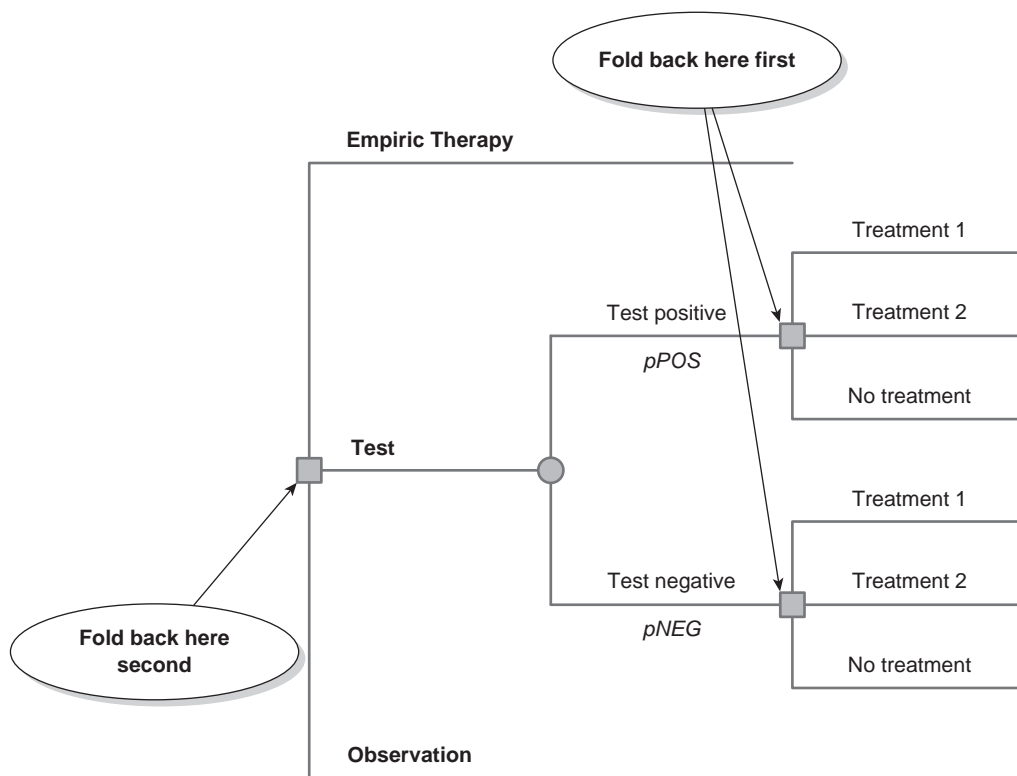 Fold back here first
Empiric Therapy
Treatment 1
Test positive
Treatment 2
pPOS
No treatment
Test
Treatment 1
Test negative
Treatment 2
pNEG
Fold back here
second
No treatment
Observation